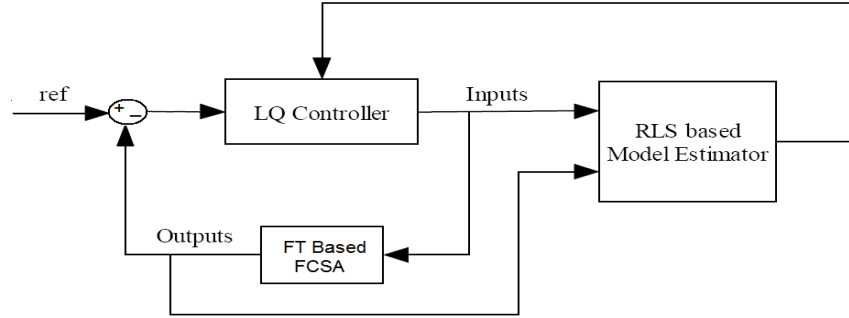 ref
+
−
LQ Controller
Inputs
RLS based
Model Estimator
Outputs
FT Based
FCSA